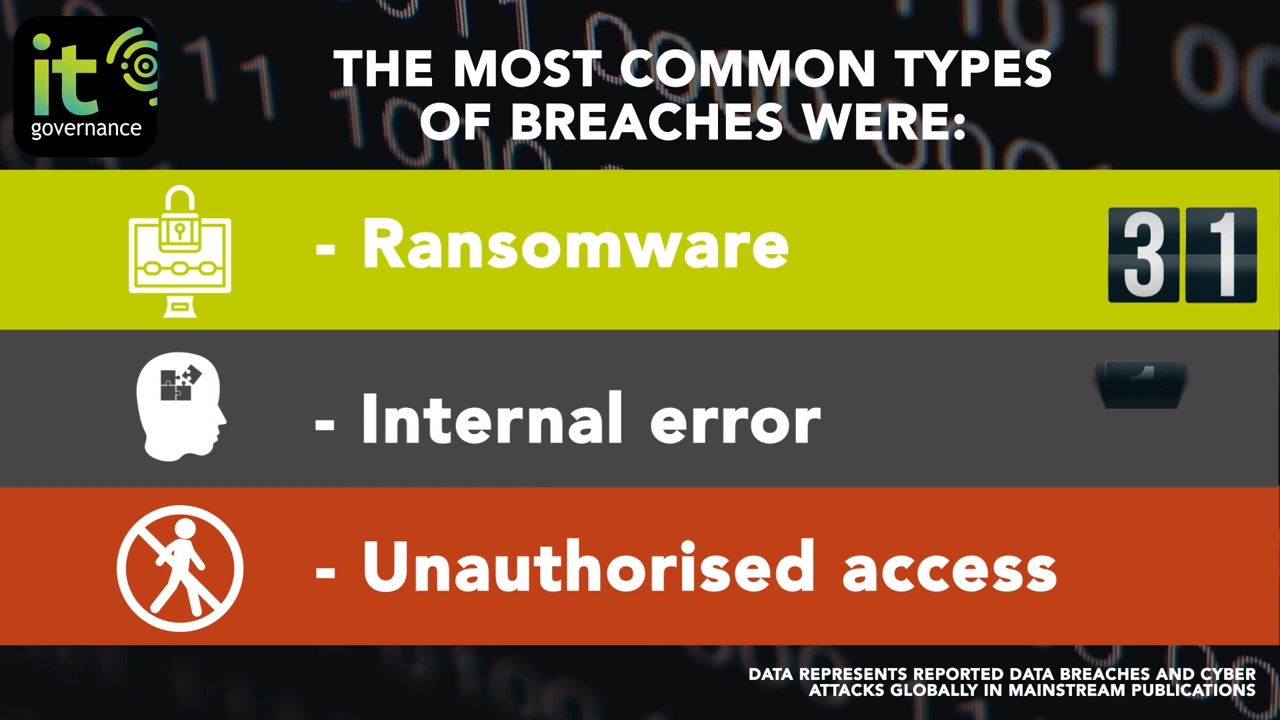 it
governance
THE MOST COMMON TYPES
OF BREACHES WERE:
- Ransomware
31
- Internal error
- Unauthorised access
DATA REPRESENTS REPORTED DATA BREACHES AND CYBER
ATTACKS GLOBALLY IN MAINSTREAM PUBLICATIONS